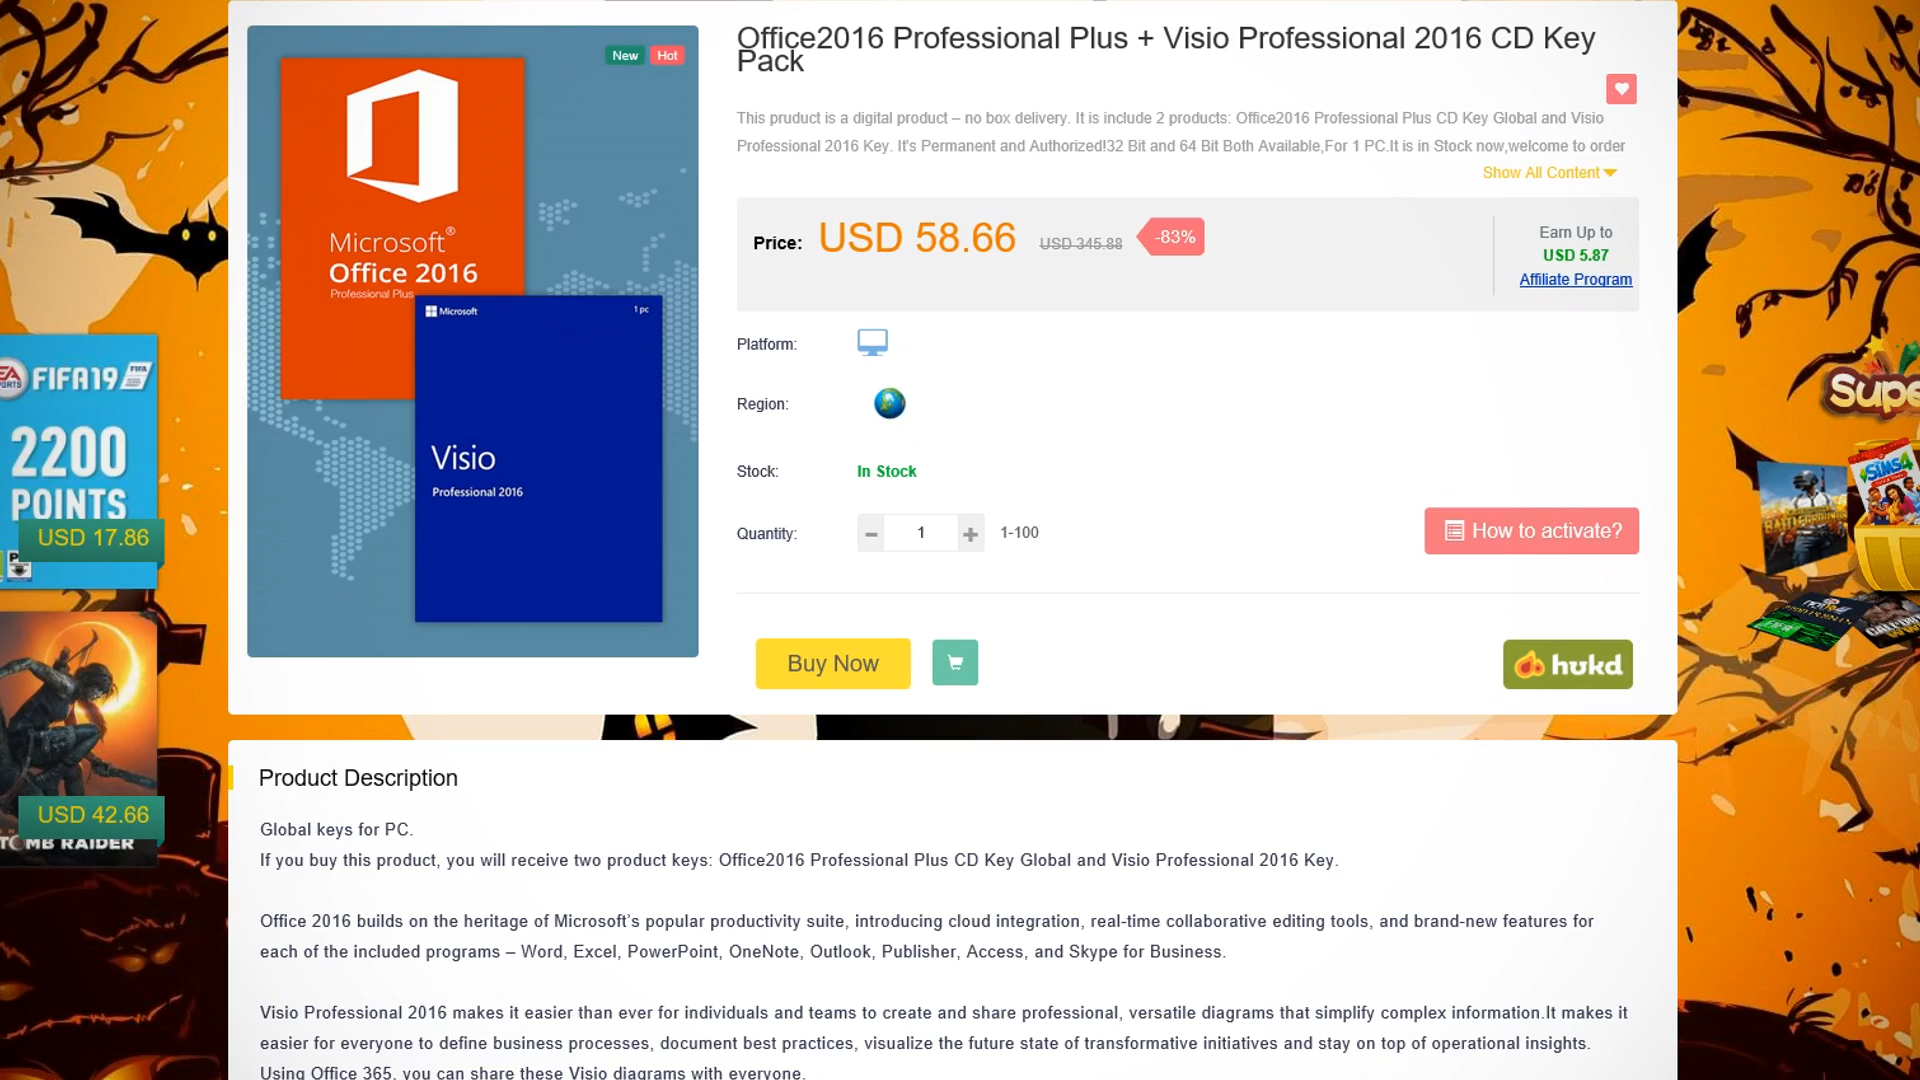 Office2016 Professional Plus + Visio Professional 2016 CD Key
Pack
New
Hot
Microsoft®
Office 2016
Professional Plus
Microsoft
1 pc
Visio
Professional 2016
This pruduct is a digital product – no box delivery. It is include 2 products: Office2016 Professional Plus CD Key Global and Visio
Professional 2016 Key. It's Permanent and Authorized!32 Bit and 64 Bit Both Available,For 1 PC.It is in Stock now,welcome to order
Show All Content
Price: USD 58.66 USD 345.88 -83%
Earn Up to
USD 5.87
Affiliate Program
Platform:
Region:
Stock: In Stock
Quantity: − 1 + 1-100
How to activate?
Buy Now
hukd
EA
SPORTS
FIFA19
FIFA
2200
POINTS
USD 17.86
USD 42.66
TOMB RAIDER
Supe
SIMS4
BATTLEGROUNDS
Product Description
Global keys for PC.
If you buy this product, you will receive two product keys: Office2016 Professional Plus CD Key Global and Visio Professional 2016 Key.
Office 2016 builds on the heritage of Microsoft's popular productivity suite, introducing cloud integration, real-time collaborative editing tools, and brand-new features for
each of the included programs – Word, Excel, PowerPoint, OneNote, Outlook, Publisher, Access, and Skype for Business.
Visio Professional 2016 makes it easier than ever for individuals and teams to create and share professional, versatile diagrams that simplify complex information.It makes it
easier for everyone to define business processes, document best practices, visualize the future state of transformative initiatives and stay on top of operational insights.
Using Office 365, you can share these Visio diagrams with everyone.